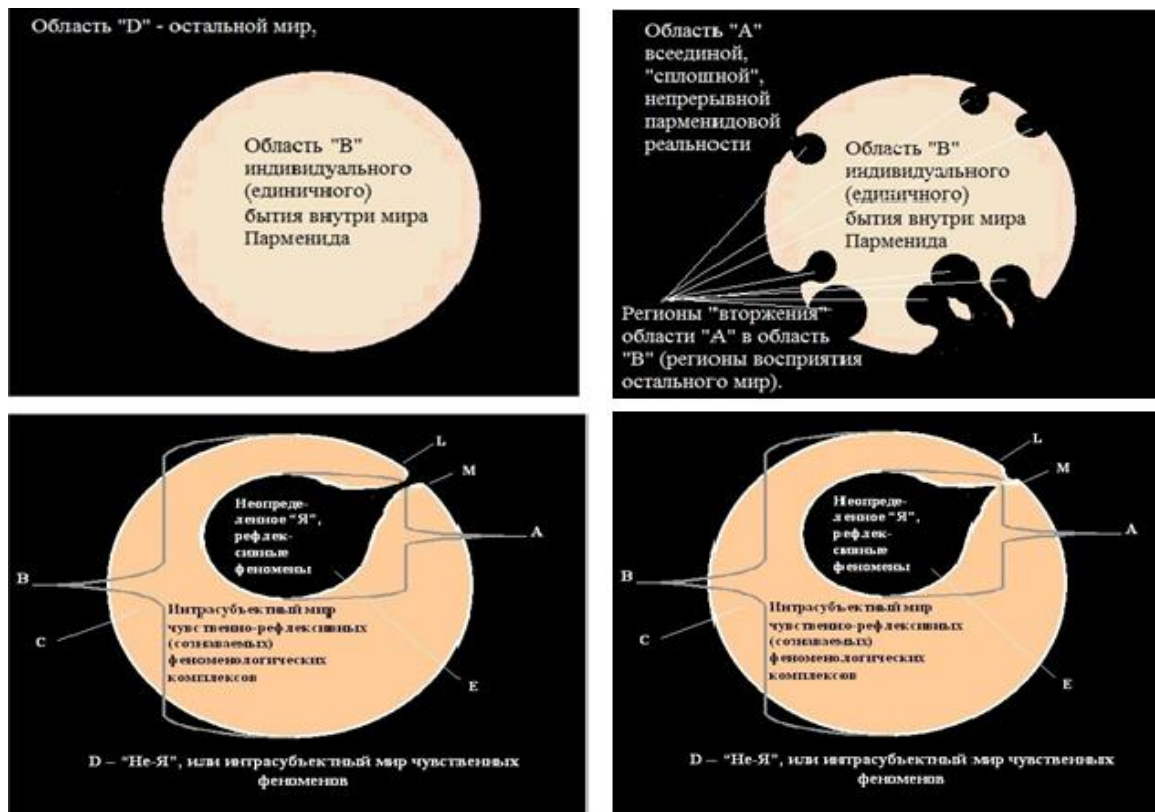 Область "D" - остальной мир,
Область "В"
индивидуального
(единичного)
бытия внутри мира
Парменида
Область "А"
всеединой,
"сплошной",
непрерывной
парменидовой
реальности
Область "В"
индивидуального
(единичного)
бытия внутри мира
Парменида
Регионы "вторжения"
области "А" в область
"В" (регионы восприятия
остального мир).
L
M
Неопреде-
ленное "Я",
рефлек-
сивные
феномены
A
B
Интрасубъектный мир
чувственно-рефлексивных
(сознаваемых)
феноменологических
комплексов
C
E
D – "Не-Я", или интрасубъектный мир чувственных
феноменов
L
M
Неопреде-
ленное "Я",
рефлек-
сивные
феномены
A
B
Интрасубъектный мир
чувственно-рефлексивных
(сознаваемых)
феноменологических
комплексов
C
E
D – "Не-Я", или интрасубъектный мир чувственных
феноменов